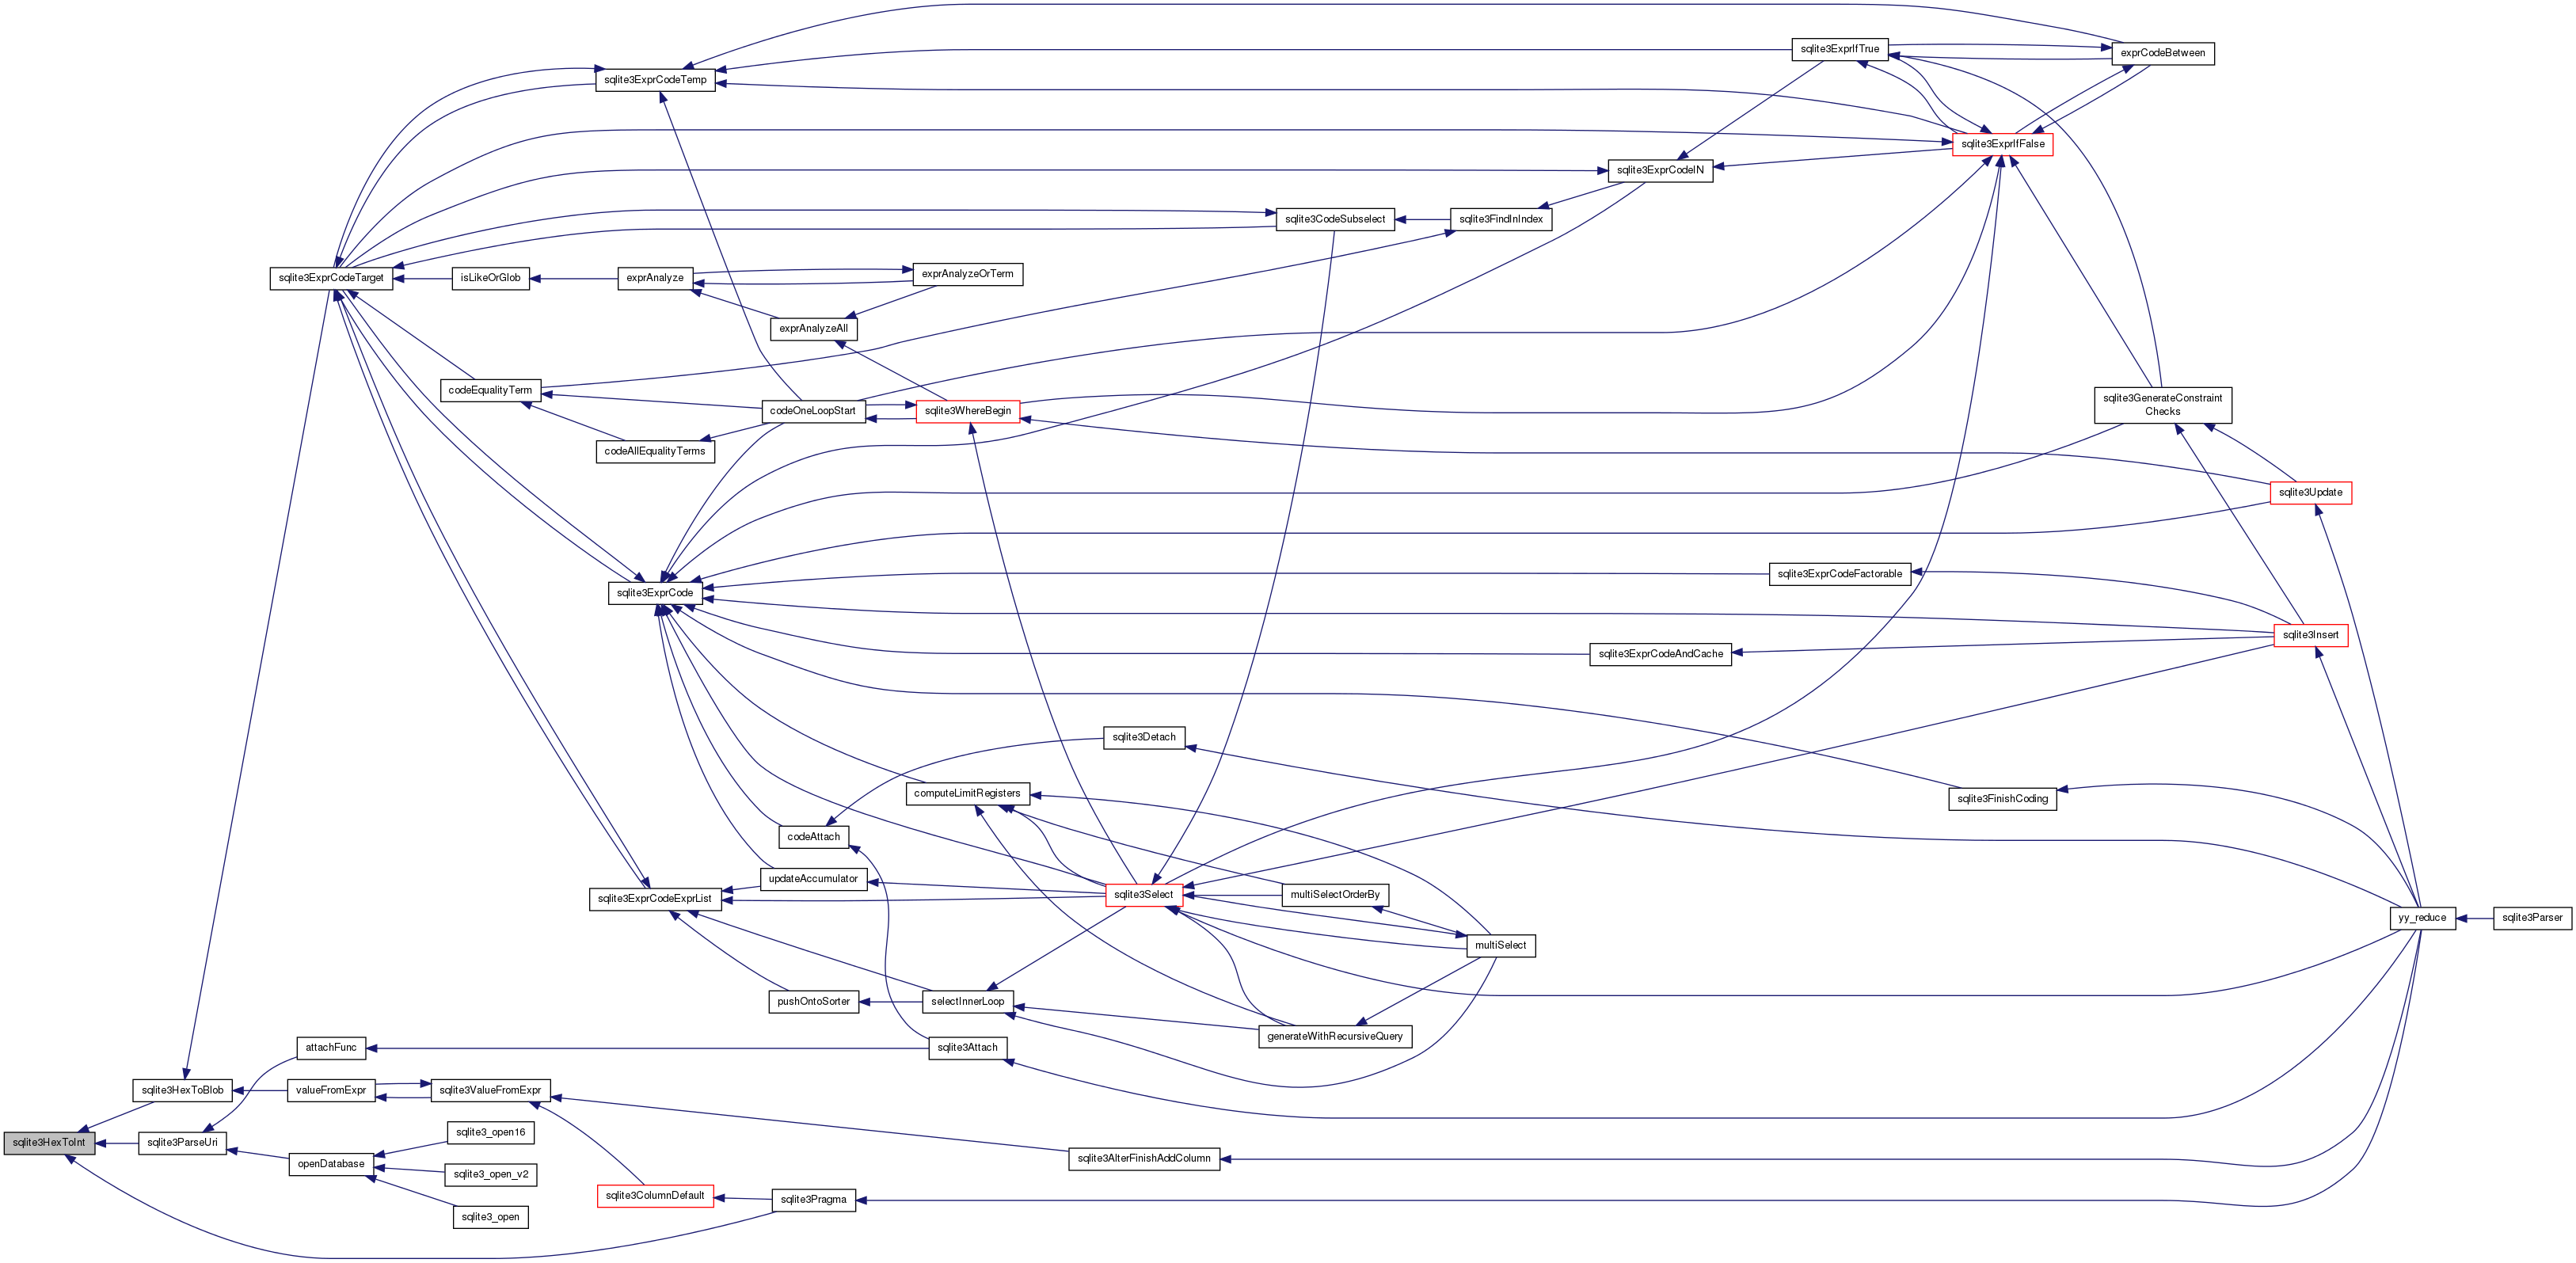 sqlite3HexToInt
sqlite3HexToBlob
sqlite3ParseUri
sqlite3ExprCodeTarget
attachFunc
valueFromExpr
openDatabase
isLikeOrGlob
codeEqualityTerm
sqlite3ValueFromExpr
sqlite3_open16
sqlite3_open_v2
sqlite3_open
sqlite3ExprCodeTemp
exprAnalyze
codeAllEqualityTerms
sqlite3ExprCode
sqlite3ExprCodeExprList
sqlite3ColumnDefault
exprAnalyzeAll
codeOneLoopStart
codeAttach
updateAccumulator
pushOntoSorter
sqlite3Pragma
exprAnalyzeOrTerm
sqlite3WhereBegin
computeLimitRegisters
selectInnerLoop
sqlite3Attach
sqlite3Detach
sqlite3Select
sqlite3AlterFinishAddColumn
sqlite3CodeSubselect
multiSelectOrderBy
generateWithRecursiveQuery
sqlite3FindInIndex
multiSelect
sqlite3ExprCodeIN
sqlite3ExprCodeAndCache
sqlite3ExprIfTrue
sqlite3ExprCodeFactorable
sqlite3ExprIfFalse
sqlite3FinishCoding
exprCodeBetween
sqlite3GenerateConstraint
Checks
sqlite3Update
sqlite3Insert
yy_reduce
sqlite3Parser